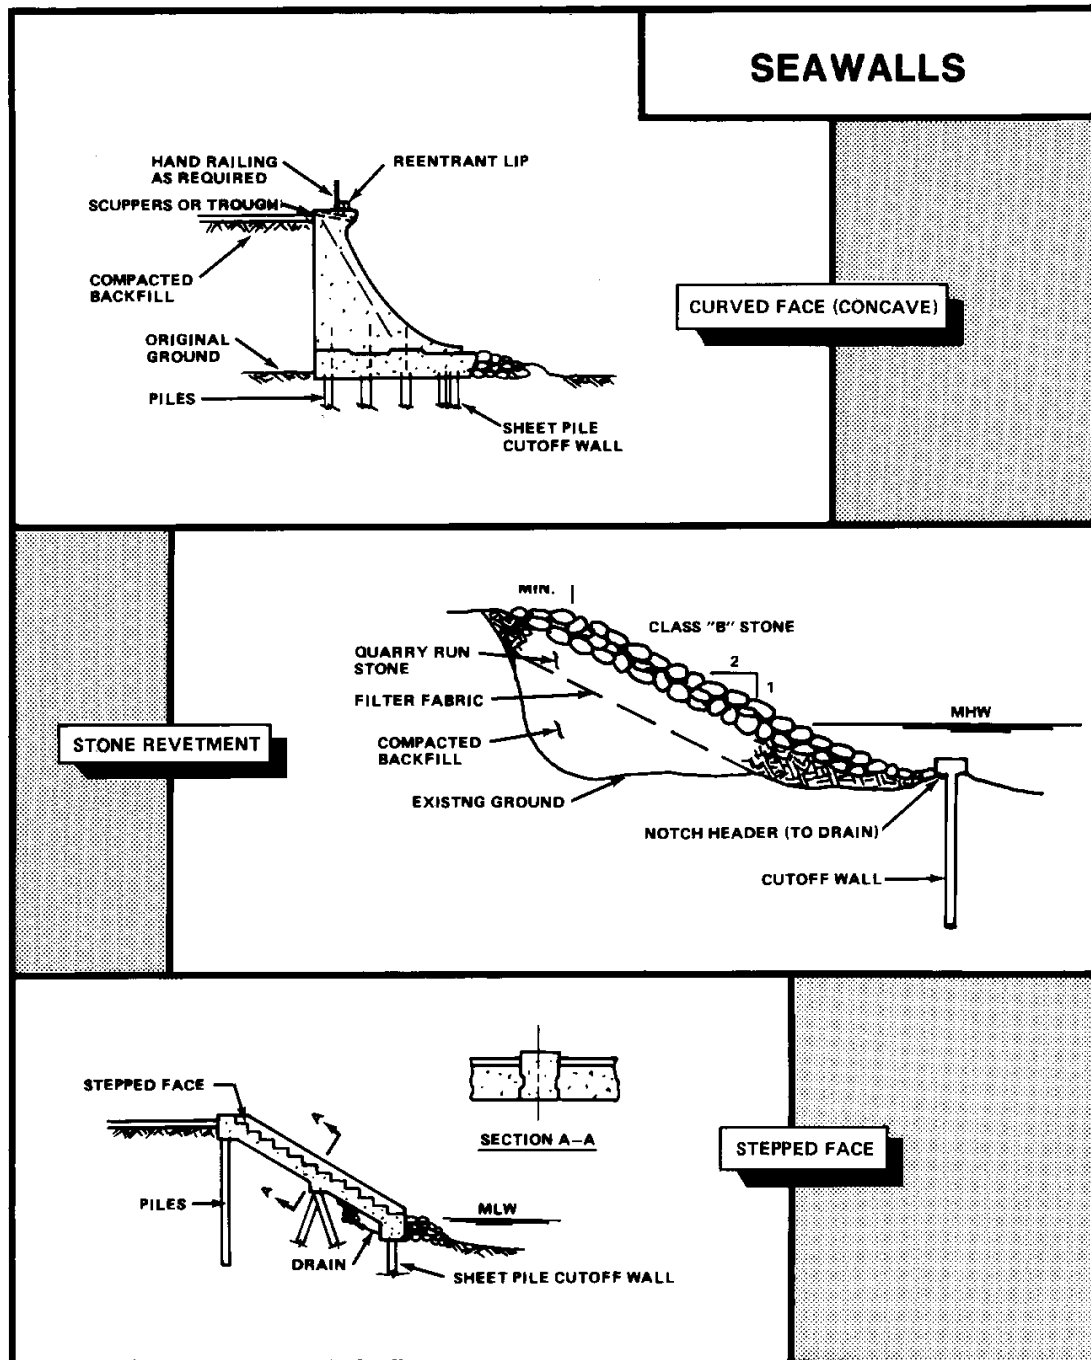 SEAWALLS
HAND RAILING
AS REQUIRED
REENTRANT LIP
SCUPPERS OR TROUGH
COMPACTED
BACKFILL
CURVED FACE (CONCAVE)
ORIGINAL
GROUND
PILES
SHEET PILE
CUTOFF WALL
MIN.
CLASS "B" STONE
QUARRY RUN
STONE
2
1
FILTER FABRIC
MHW
STONE REVETMENT
COMPACTED
BACKFILL
EXISTNG GROUND
NOTCH HEADER (TO DRAIN)
CUTOFF WALL
STEPPED FACE
A
SECTION A-A
STEPPED FACE
A
PILES
MLW
DRAIN
SHEET PILE CUTOFF WALL